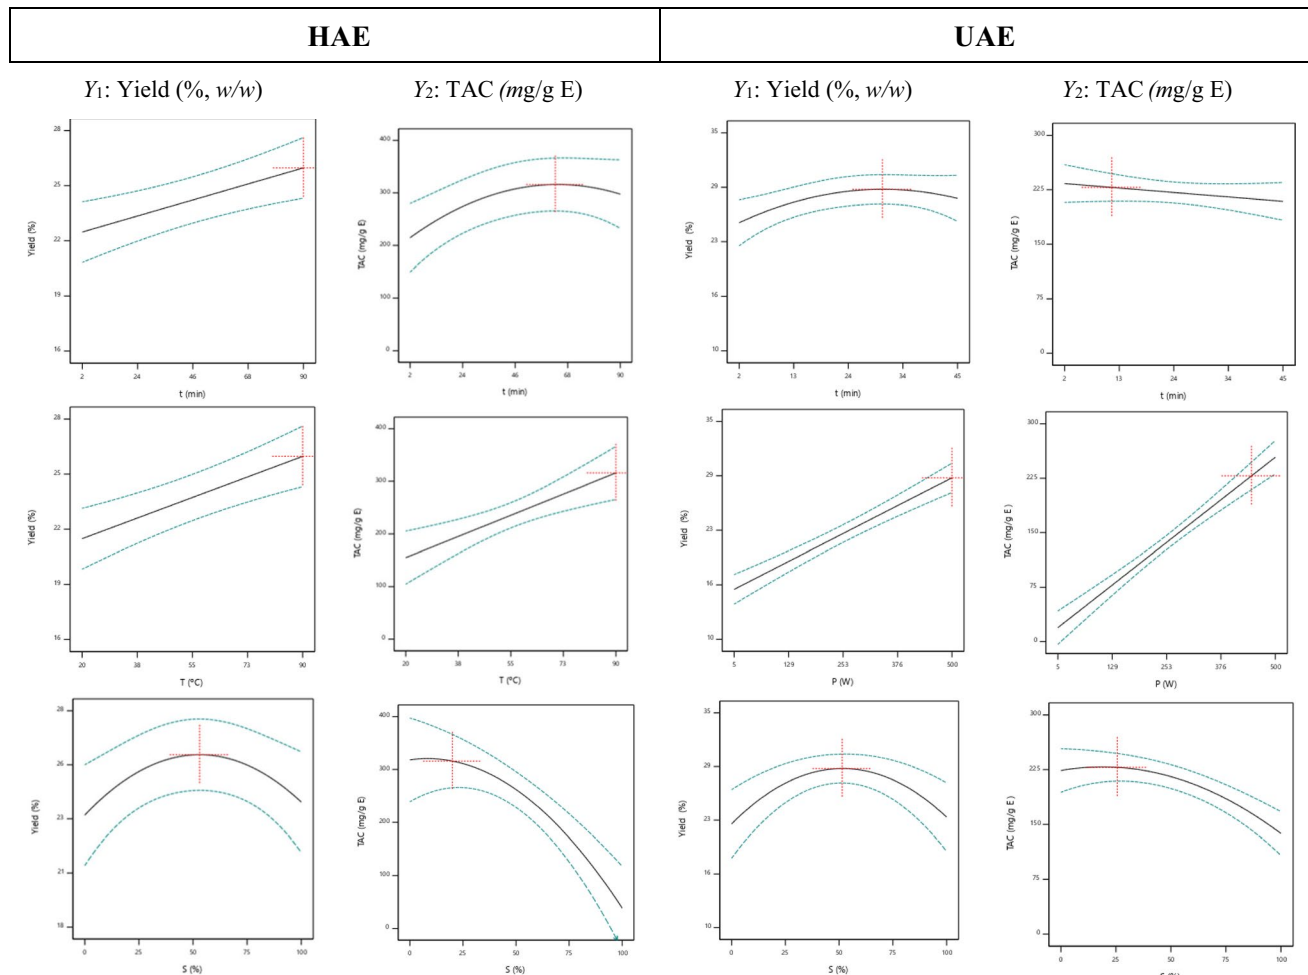 HAE UAE
Y1: Yield (%, w/w) Y2: TAC (mg/g E) Y1: Yield (%, w/w) Y2: TAC (mg/g E)
28
25
22
19
16
Yield (%)
2 24 46 68 90
t (min)
400
300
200
100
0
TAC (mg/g E)
2 24 46 68 90
t (min)
35
29
23
16
10
Yield (%)
2 13 24 34 45
t (min)
300
225
150
75
0
TAC (mg/g E)
2 13 24 34 45
t (min)
28
25
22
19
16
Yield (%)
20 38 55 73 90
T (ºC)
400
300
200
100
0
TAC (mg/g E)
20 38 55 73 90
T (ºC)
35
29
23
16
10
Yield (%)
5 129 253 376 500
P (W)
300
225
150
75
0
TAC (mg/g E)
5 129 253 376 500
P (W)
28
26
23
21
18
Yield (%)
0 25 50 75 100
S (%)
400
300
200
100
0
TAC (mg/g E)
0 25 50 75 100
S (%)
35
29
23
16
10
Yield (%)
0 25 50 75 100
S (%)
300
225
150
75
0
TAC (mg/g E)
0 25 50 75 100